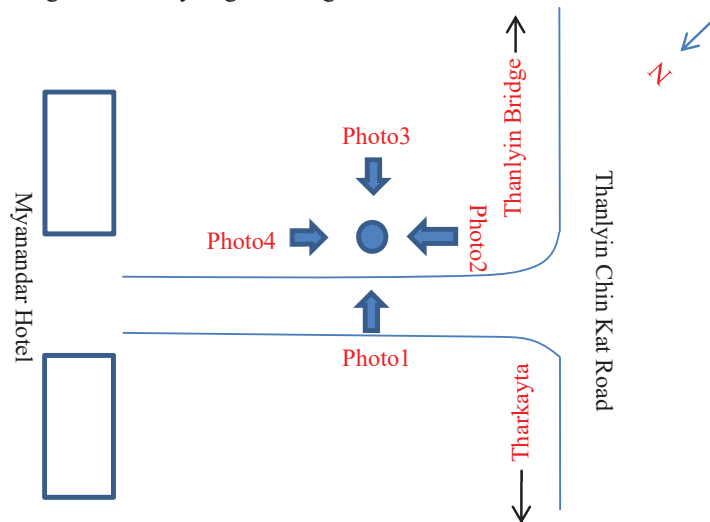 Thanlyin Bridge
N
Photo3
Myanandar Hotel
Photo4
Photo2
Thanlyin Chin Kat Road
Photo1
Tharkayta